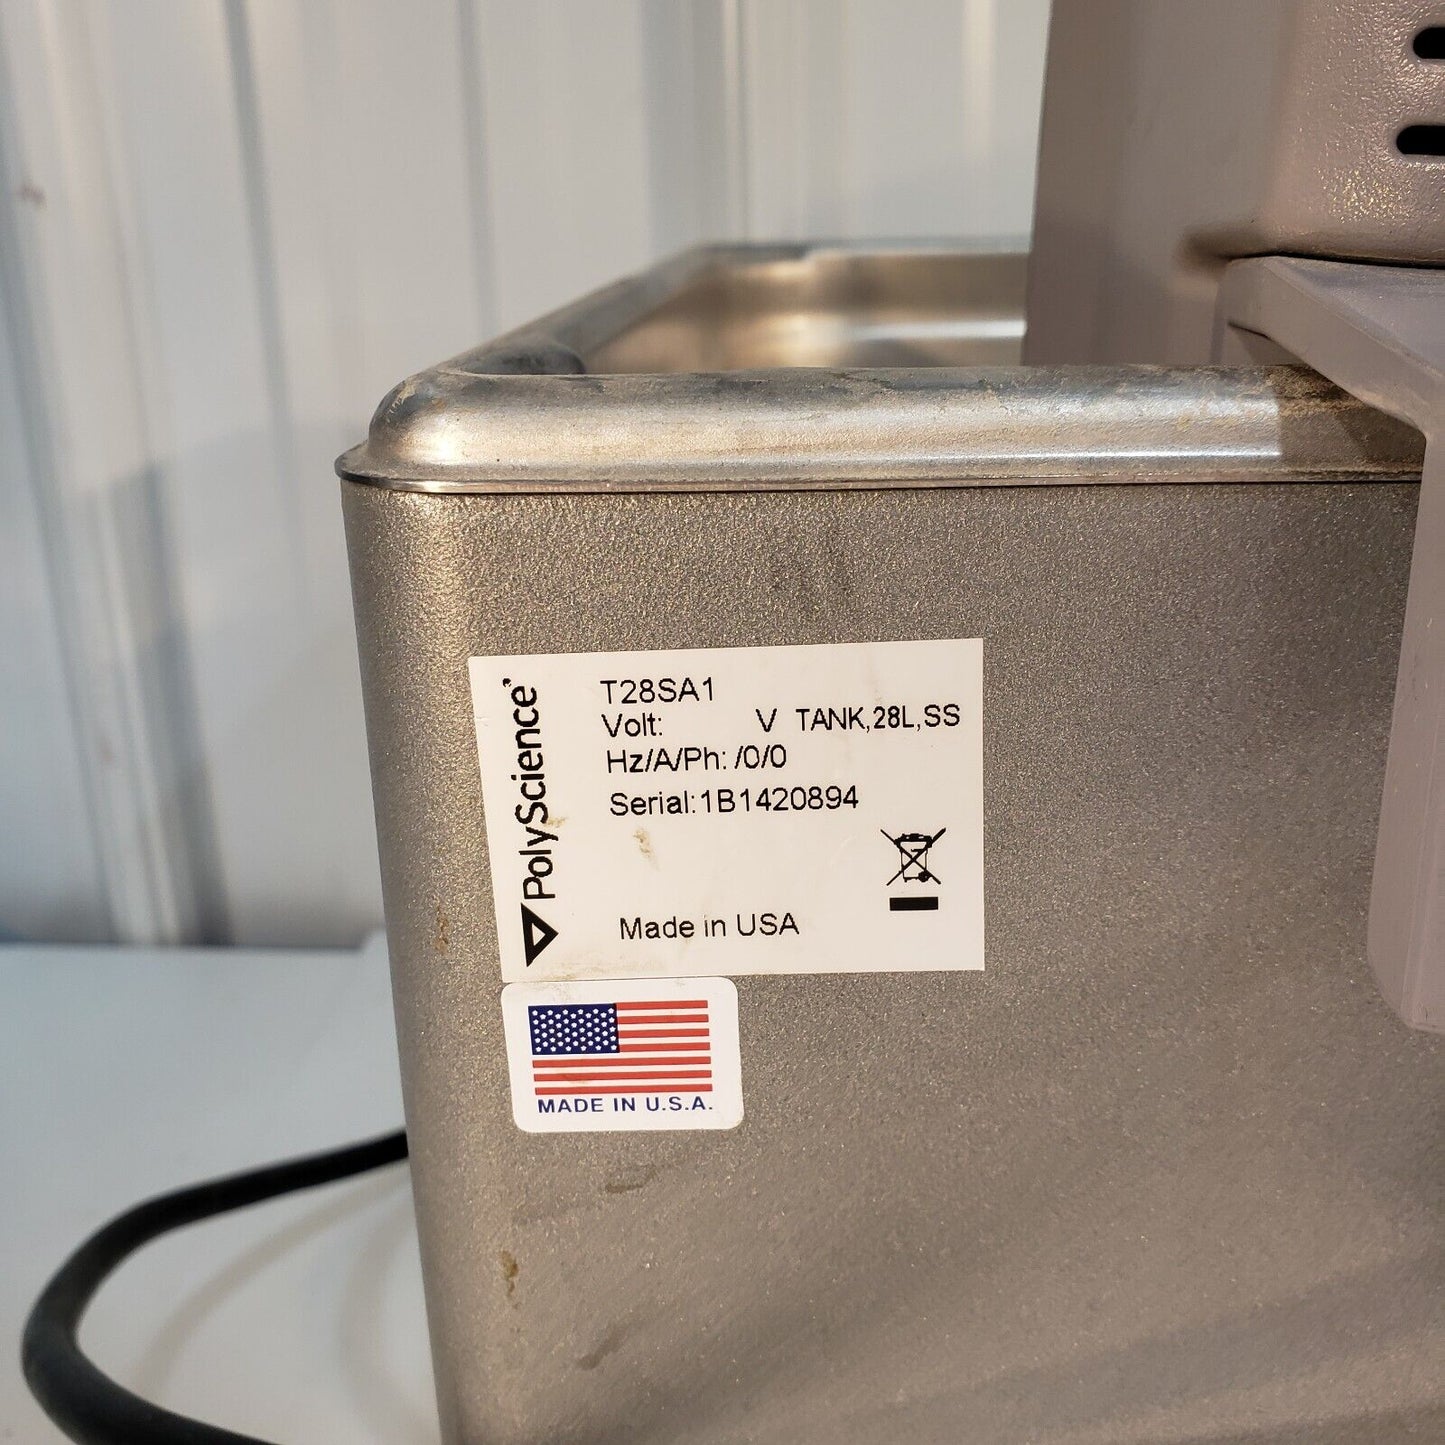 PolyScience
T28SA1
Volt: V TANK,28L,SS
Hz/A/Ph: /0/0
Serial:1B1420894
Made in USA
MADE IN U.S.A.